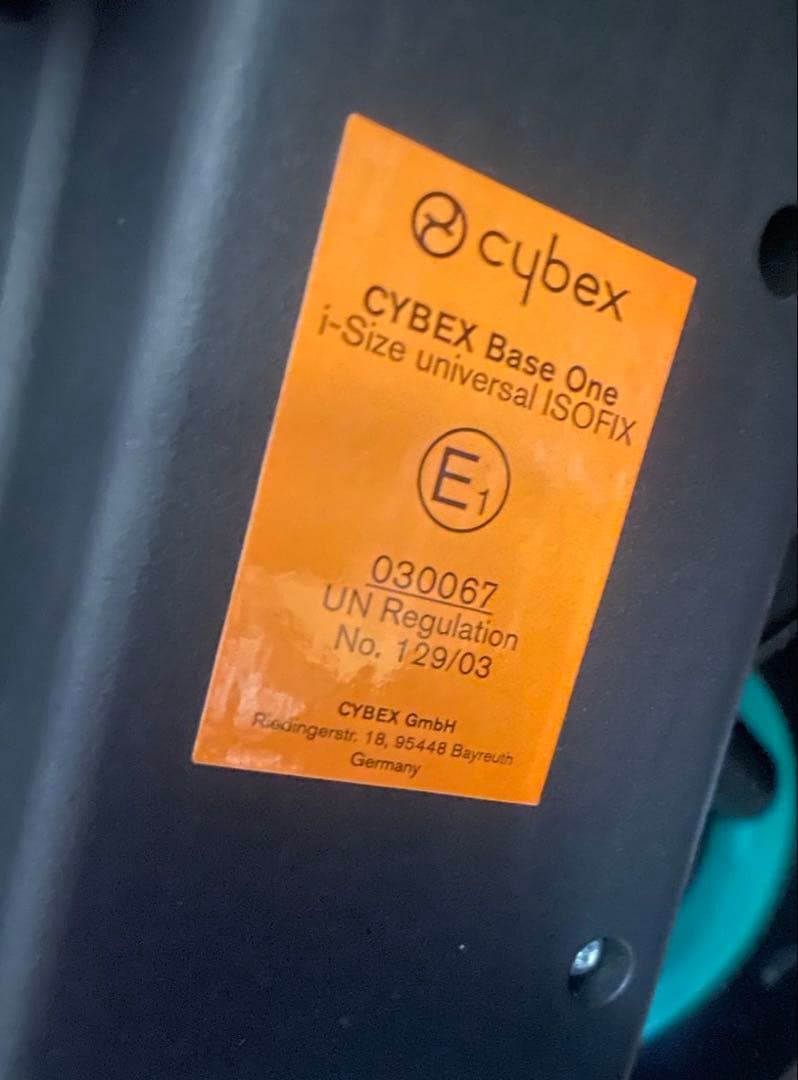 cybex
CYBEX Base One
i-Size universal ISOFIX
E1
030067
UN Regulation
No. 129/03
CYBEX GmbH
Riedingerstr. 18, 95448 Bayreuth
Germany